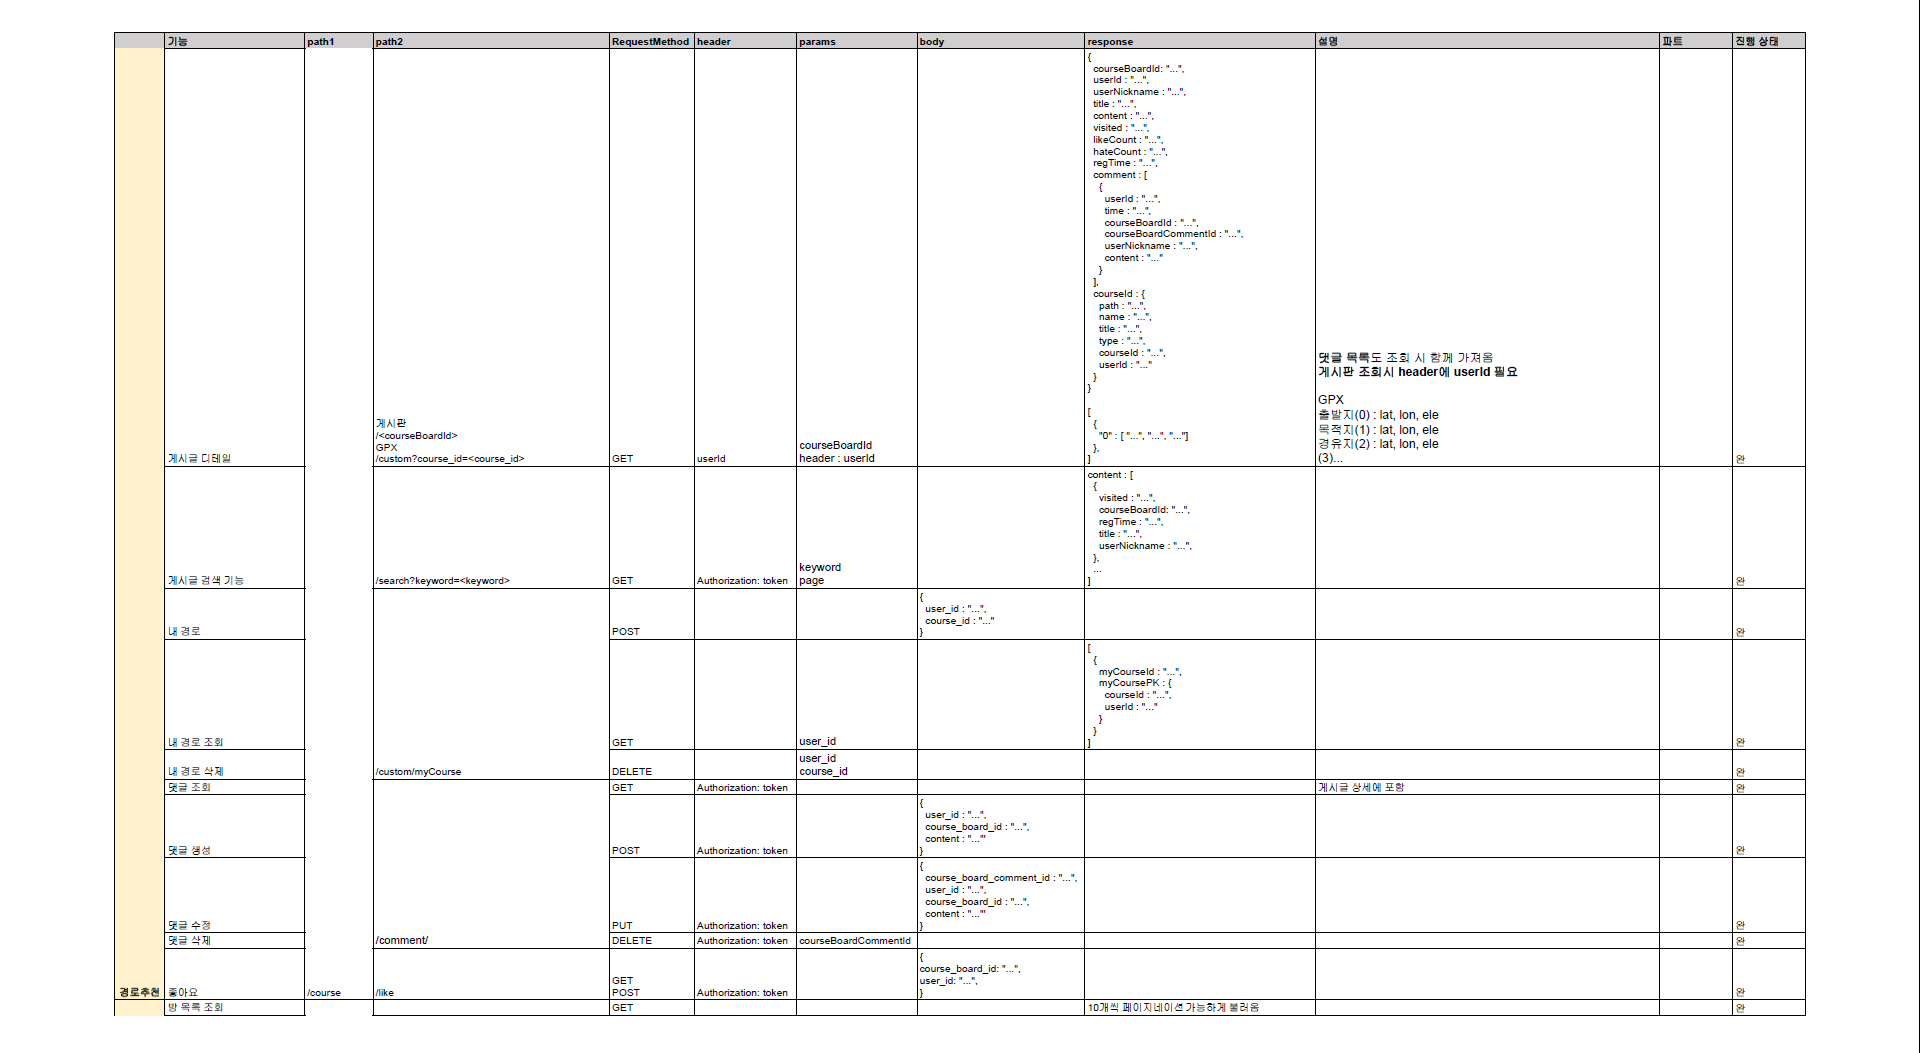 기능 path1 path2 RequestMethod header params body response 설명 파트 진행 상태
{
courseBoardId: "...",
userId : "...",
userNickname : "...",
title : "...",
content : "...",
visited : "...",
likeCount : "...",
hateCount : "...",
regTime : "...",
comment : [
{
userId : "...",
time : "...",
courseBoardId : "...",
courseBoardCommentId : "...",
userNickname : "...",
content : "..."
}
],
courseId : {
path : "...",
name : "...",
title : "...",
type : "...",
courseId : "...",
userId : "..."
}
}
[
{
"0" : [ "...", "...", "..."]
},
]
댓글 목록도 조회 시 함께 가져옴
게시판 조회시 header에 userId 필요
GPX
출발지(0) : lat, lon, ele
목적지(1) : lat, lon, ele
경유지(2) : lat, lon, ele
(3)...
게시판
/<courseBoardId>
GPX
/custom?course_id=<course_id>
courseBoardId
header : userId
게시글 디테일 GET userId 완
content : [
{
visited : "...",
courseBoardId: "...",
regTime : "...",
title : "...",
userNickname : "...",
},
...
]
keyword
page
게시글 검색 기능 /search?keyword=<keyword> GET Authorization: token 완
{
user_id : "...",
course_id : "..."
}
내 경로 POST 완
[
{
myCourseId : "...",
myCoursePK : {
courseId : "...",
userId : "..."
}
}
]
내 경로 조회 GET user_id 완
user_id
course_id
내 경로 삭제 /custom/myCourse DELETE 완
댓글 조회 GET Authorization: token 게시글 상세에 포함 완
{
user_id : "...",
course_board_id : "...",
content : "..."'
}
댓글 생성 POST Authorization: token 완
{
course_board_comment_id : "...",
user_id : "...",
course_board_id : "...",
content : "..."'
}
댓글 수정 PUT Authorization: token 완
댓글 삭제 /comment/ DELETE Authorization: token courseBoardCommentId 완
{
course_board_id: "...",
user_id: "...",
}
GET
POST
경로추천 좋아요 /course /like Authorization: token 완
방 목록 조회 GET 10개씩 페이지네이션 가능하게 불러옴 완